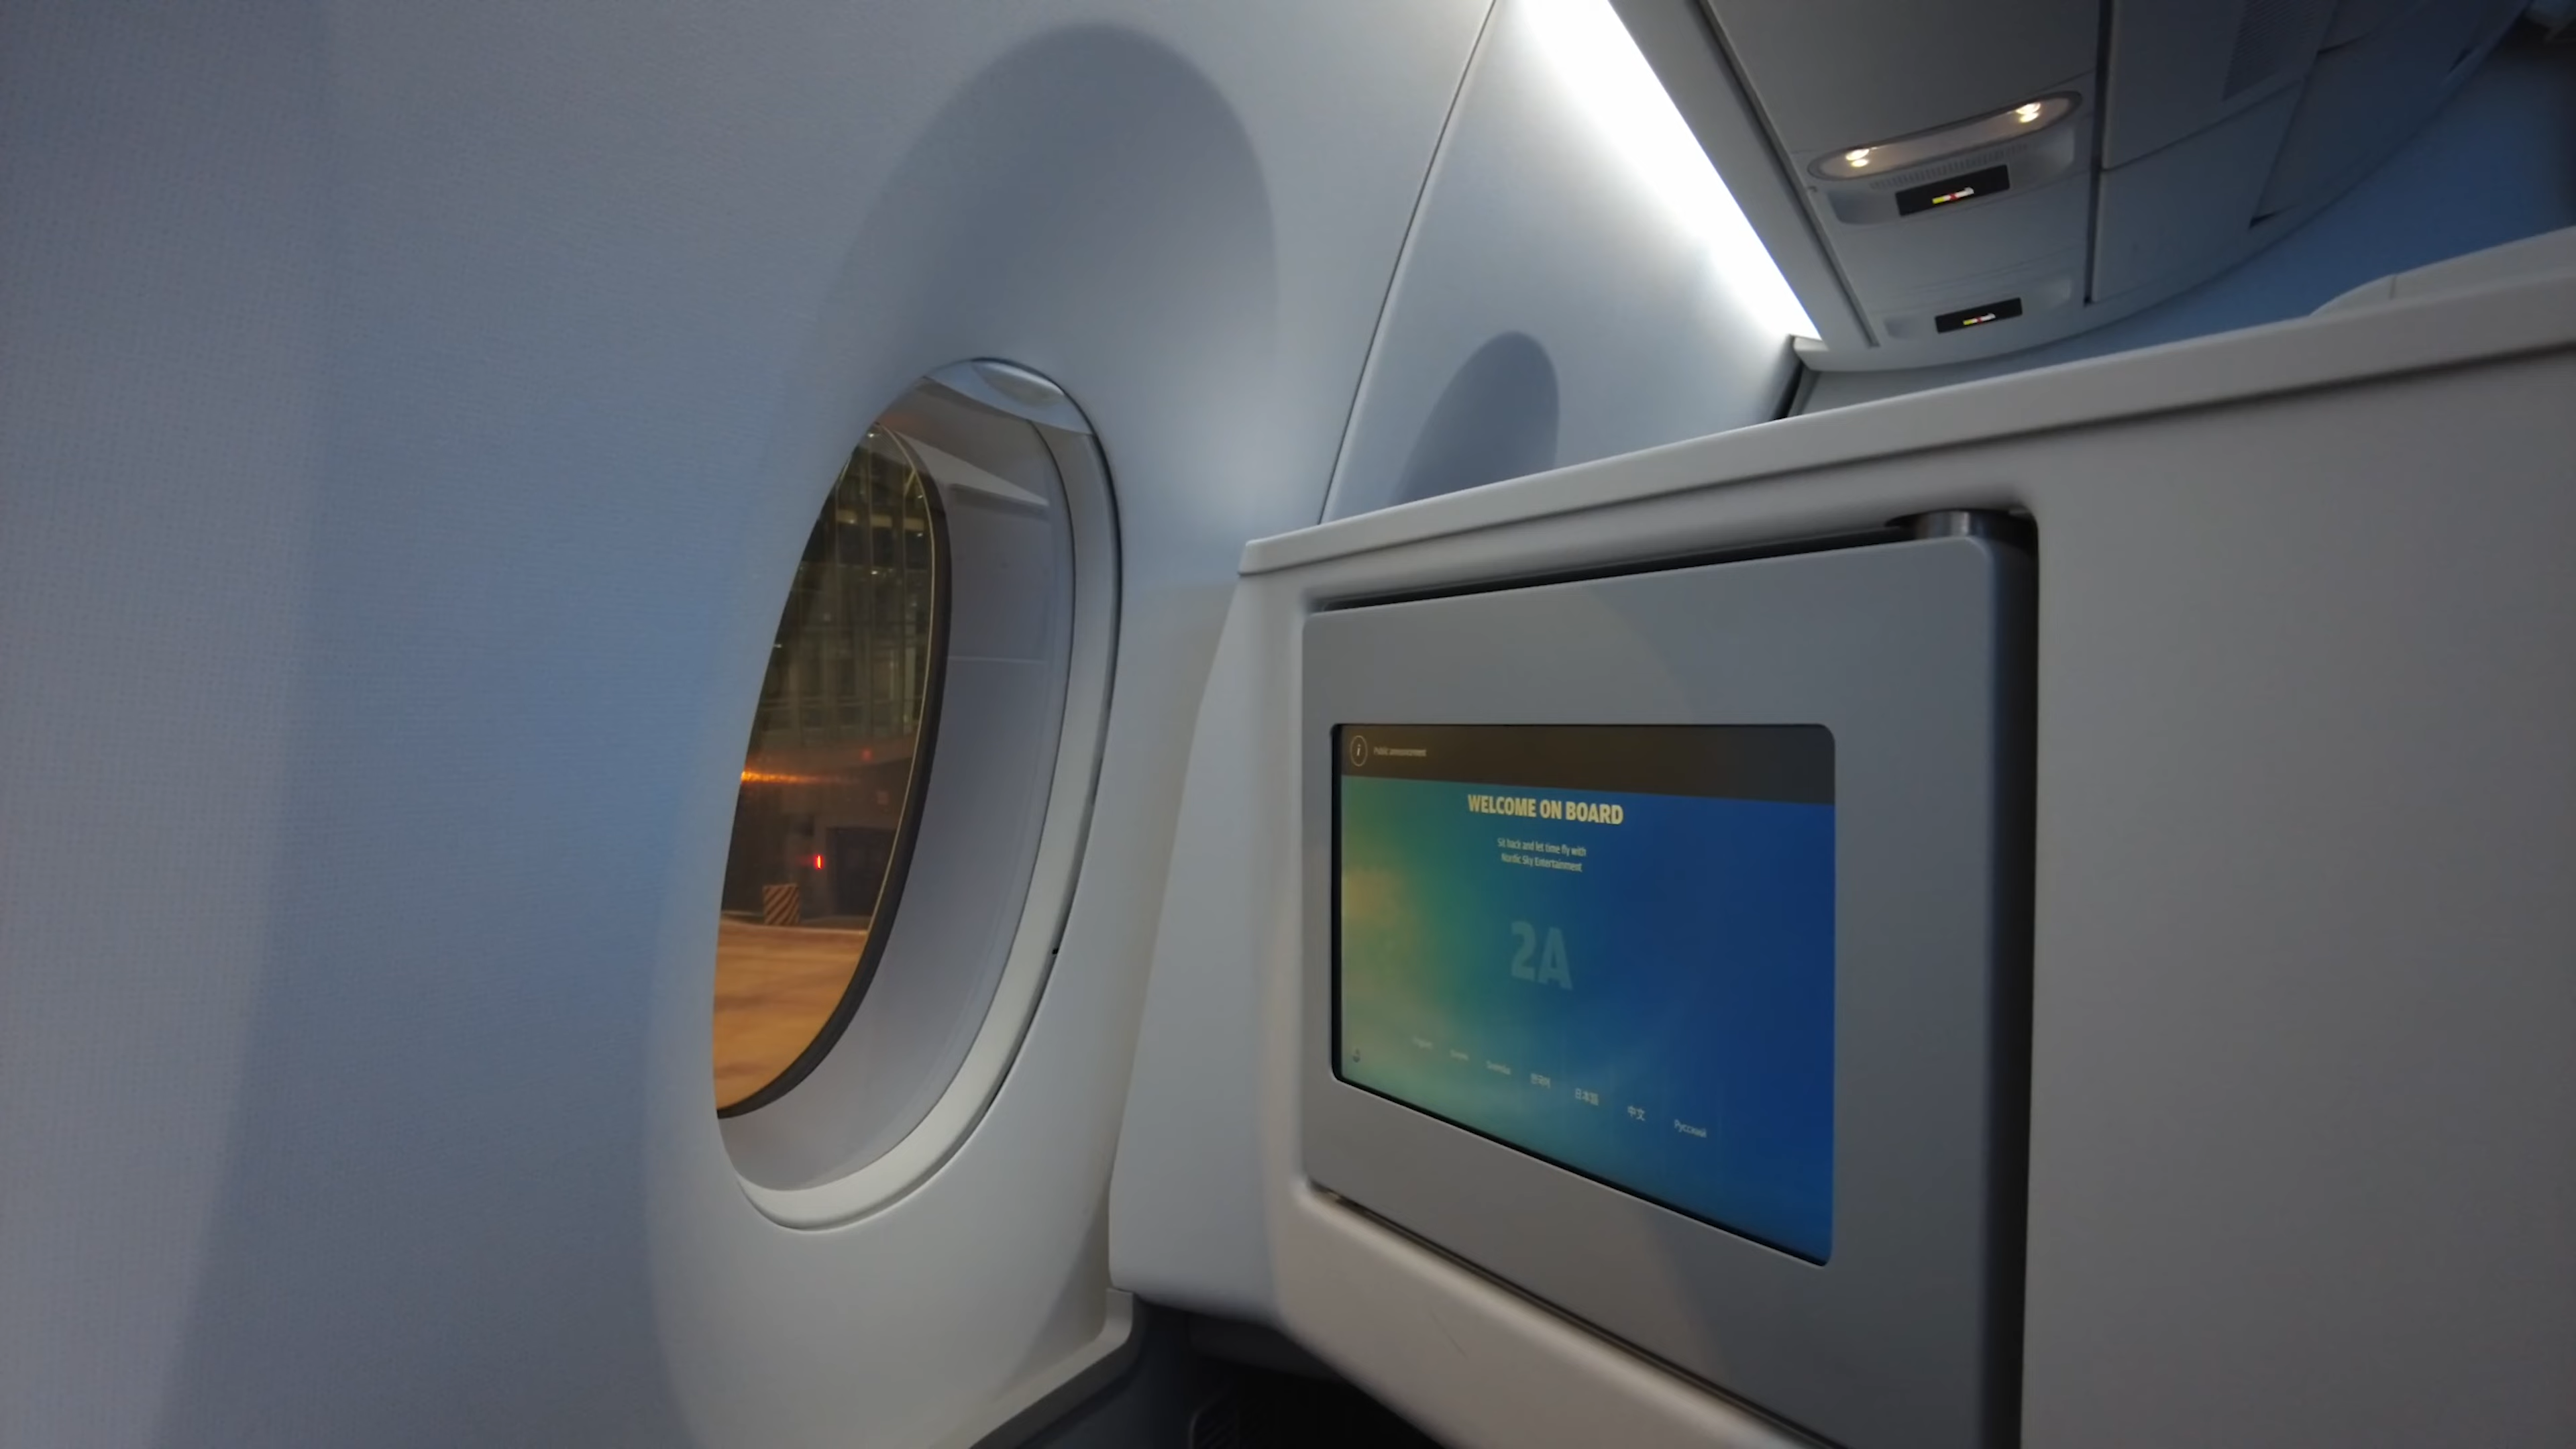 Public announcement
WELCOME ON BOARD
Sit back and let time fly with
Nordic Sky Entertainment
2A
한국어 日本語 中文 Русский